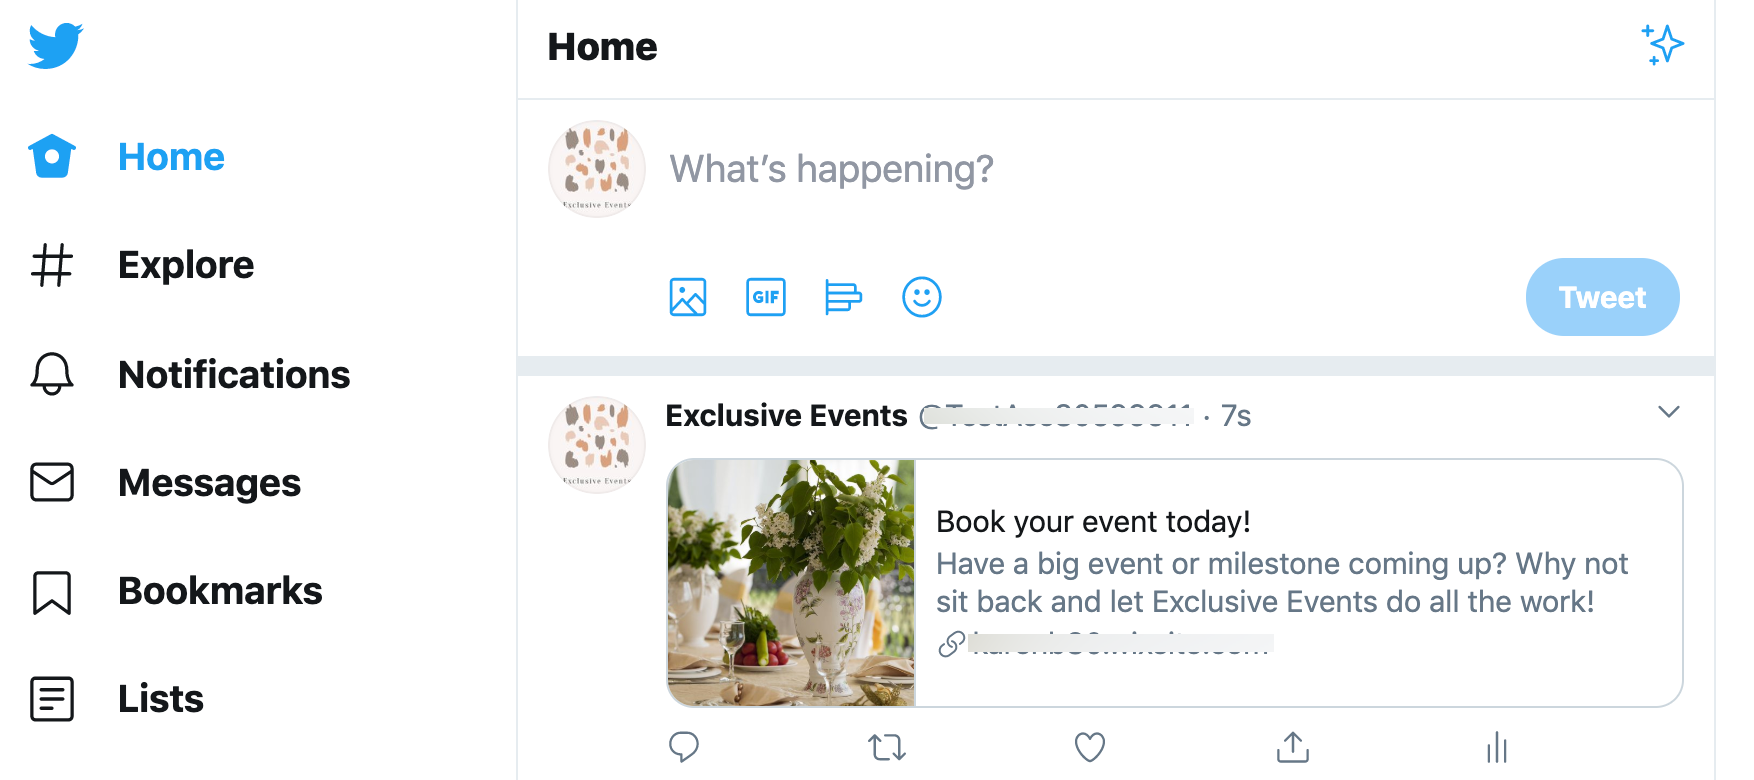 Home
Explore
Notifications
Messages
Bookmarks
Lists
Home
Exclusive Events
What's happening?
GIF
Tweet
Exclusive Events · 7s
Exclusive Events
Book your event today!
Have a big event or milestone coming up? Why not
sit back and let Exclusive Events do all the work!